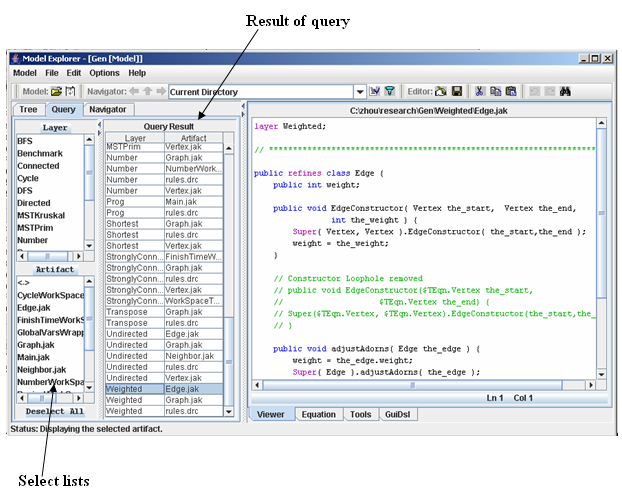 Result of query
Model Explorer - [Gen [Model]]
Model File Edit Options Help
Model: Navigator: Current Directory Editor:
Tree Query Navigator
Layer
BFS
Benchmark
Connected
Cycle
DFS
Directed
MSTKruskal
MSTPrim
Number
Artifact
<.>
CycleWorkSpace
Edge.jak
FinishTimeWorkS
GlobalVarsWrapp
Graph.jak
Main.jak
Neighbor.jak
NumberWorkSpa
Deselect All
Query Result
Layer Artifact
MSTPrim Vertex.jak
Number Graph.jak
Number NumberWork...
Number rules.drc
Number Vertex.jak
Prog Main.jak
Prog rules.drc
Shortest Graph.jak
Shortest rules.drc
Shortest Vertex.jak
StronglyConn... FinishTimeW...
StronglyConn... Graph.jak
StronglyConn... rules.drc
StronglyConn... Vertex.jak
StronglyConn... WorkSpaceT...
Transpose Graph.jak
Transpose rules.drc
Undirected Edge.jak
Undirected Graph.jak
Undirected Neighbor.jak
Undirected rules.drc
Undirected Vertex.jak
Weighted Edge.jak
Weighted Graph.jak
Weighted rules.drc
C:\zhou\research\Gen\Weighted\Edge.jak
layer Weighted;
// *********************************************************************
public refines class Edge {
public int weight;
public void EdgeConstructor( Vertex the_start, Vertex the_end,
int the_weight ) {
Super( Vertex, Vertex ).EdgeConstructor( the_start,the_end );
weight = the_weight;
}
// Constructor Loophole removed
// public void EdgeConstructor($TEqn.Vertex the_start,
// $TEqn.Vertex the_end) {
// Super($TEqn.Vertex, $TEqn.Vertex).EdgeConstructor(the_start,the_
// }
public void adjustAdorns( Edge the_edge ) {
weight = the_edge.weight;
Super( Edge ).adjustAdorns( the_edge );
Ln 1 Col 1
Viewer Equation Tools GuiDsl
Status: Displaying the selected artifact.
Select lists